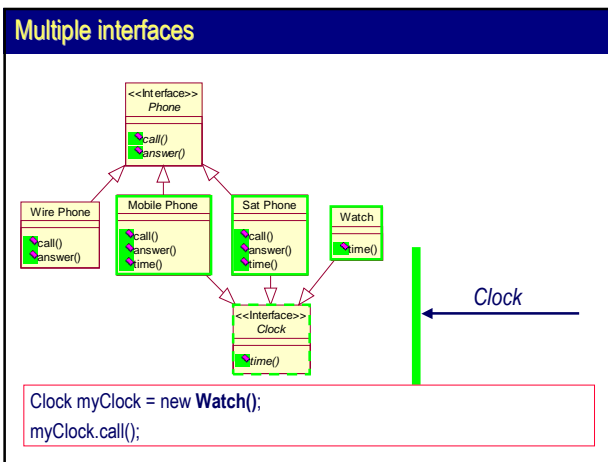 Multiple interfaces
<<Interface>>
Phone
call()
answer()
Wire Phone
call()
answer()
Mobile Phone
call()
answer()
time()
Sat Phone
call()
answer()
time()
Watch
time()
<<Interface>>
Clock
time()
Clock
Clock myClock = new Watch();
myClock.call();